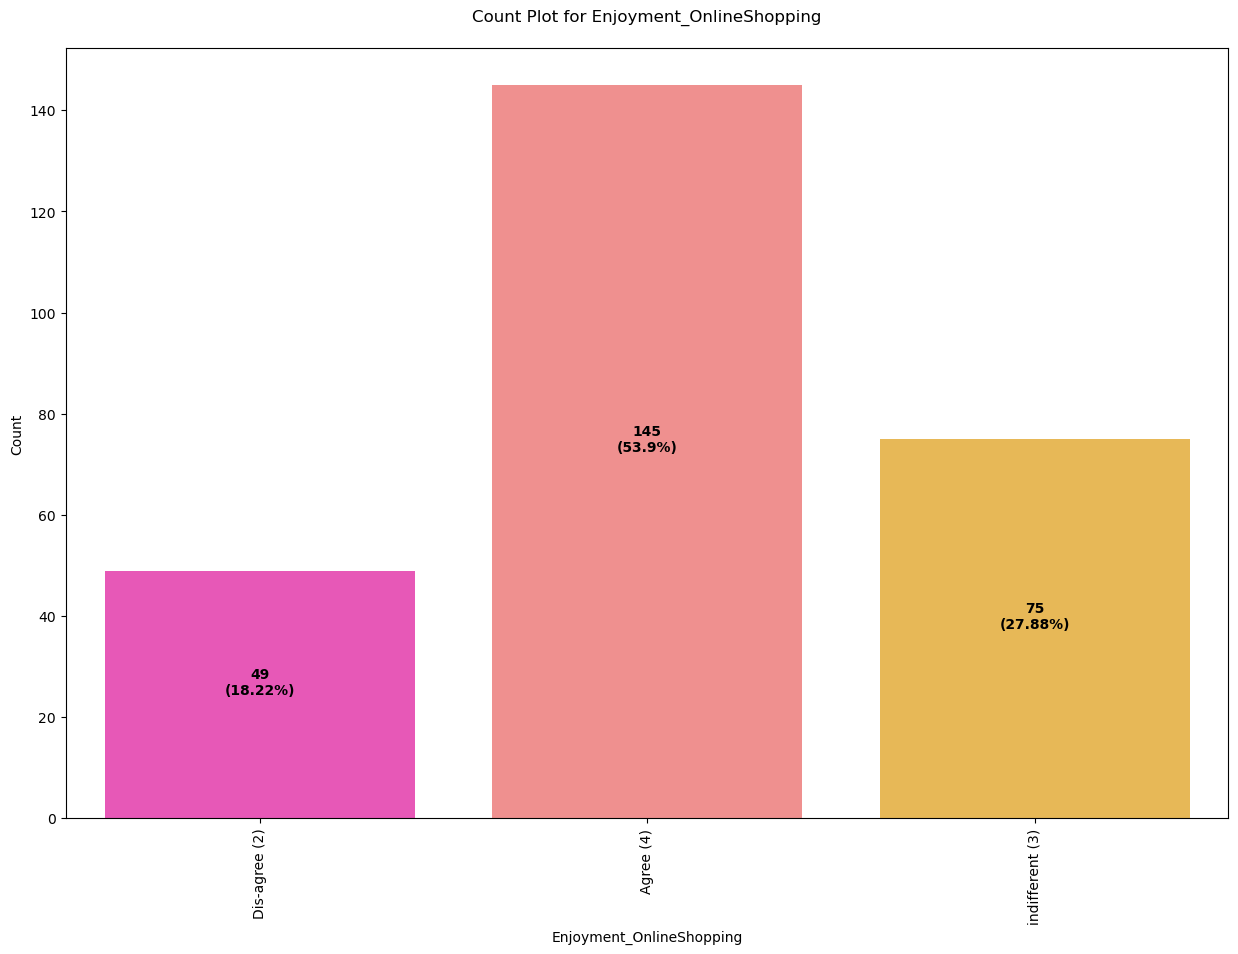 Count Plot for Enjoyment_OnlineShopping
Count
140
120
100
80
60
40
20
0
49
(18.22%)
145
(53.9%)
75
(27.88%)
Dis-agree (2)
Agree (4)
indifferent (3)
Enjoyment_OnlineShopping